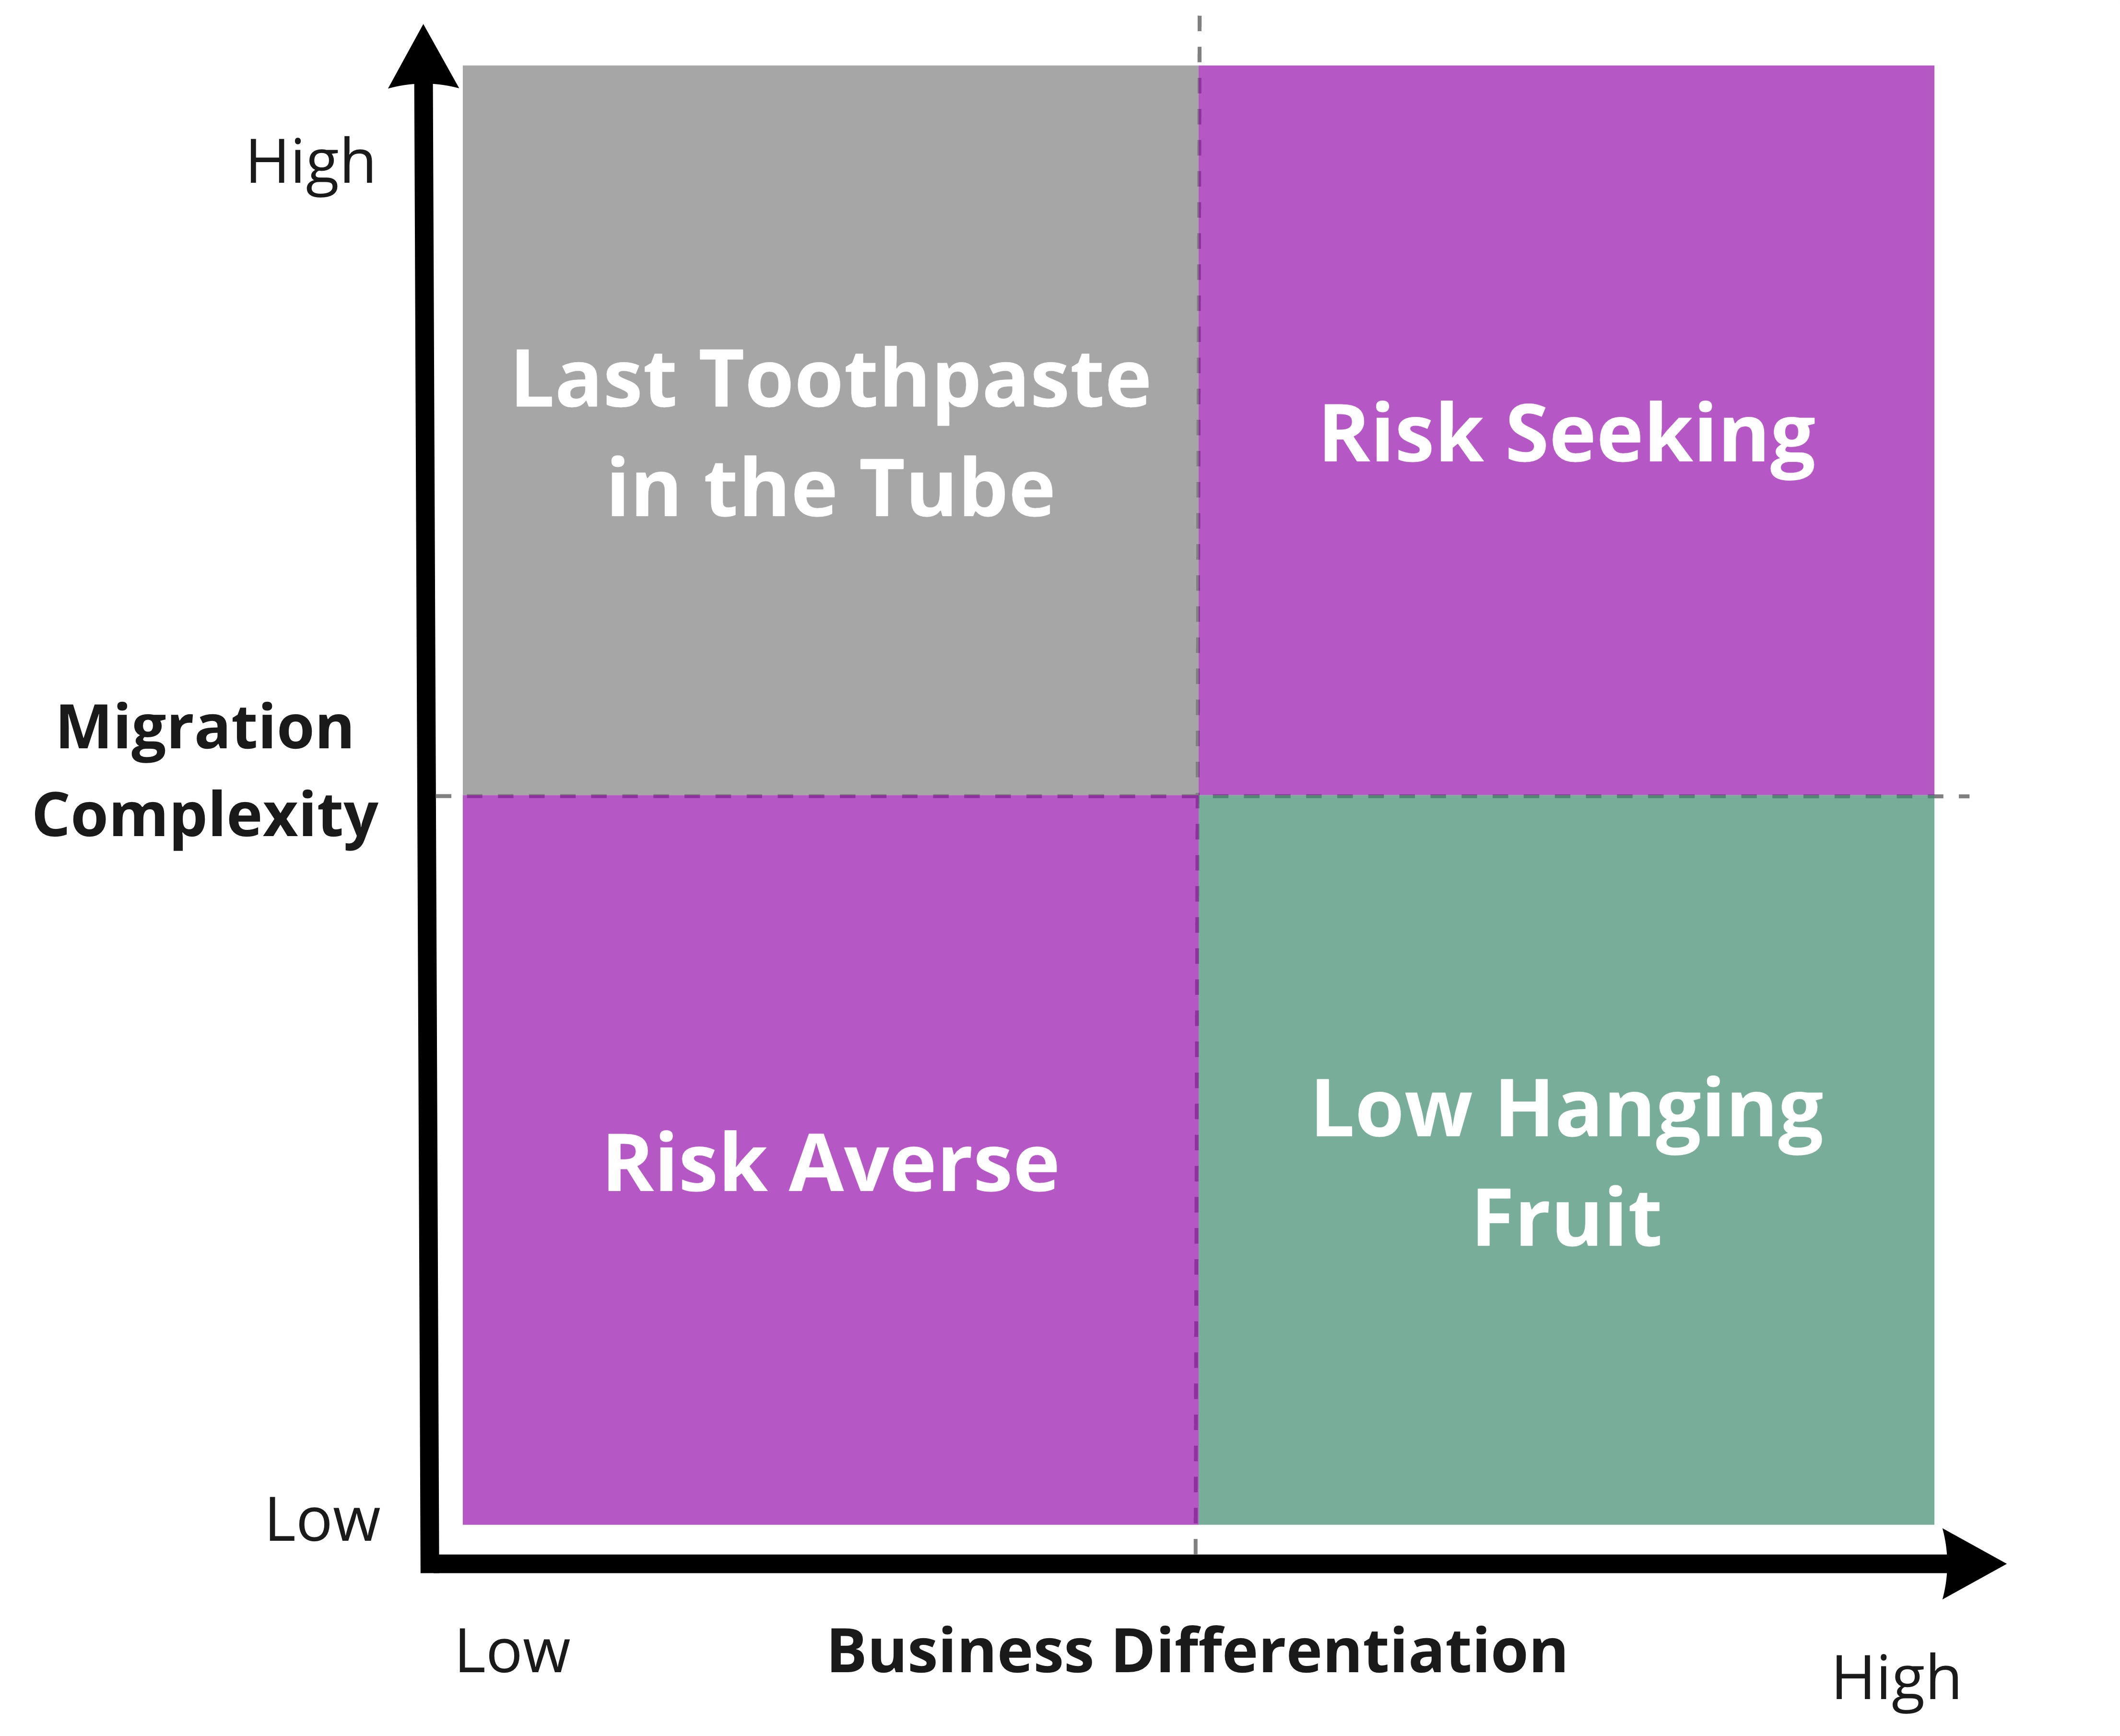 High
Last Toothpaste
in the Tube
Risk Seeking
Migration
Complexity
Risk Averse
Low Hanging
Fruit
Low
Low
Business Differentiation
High